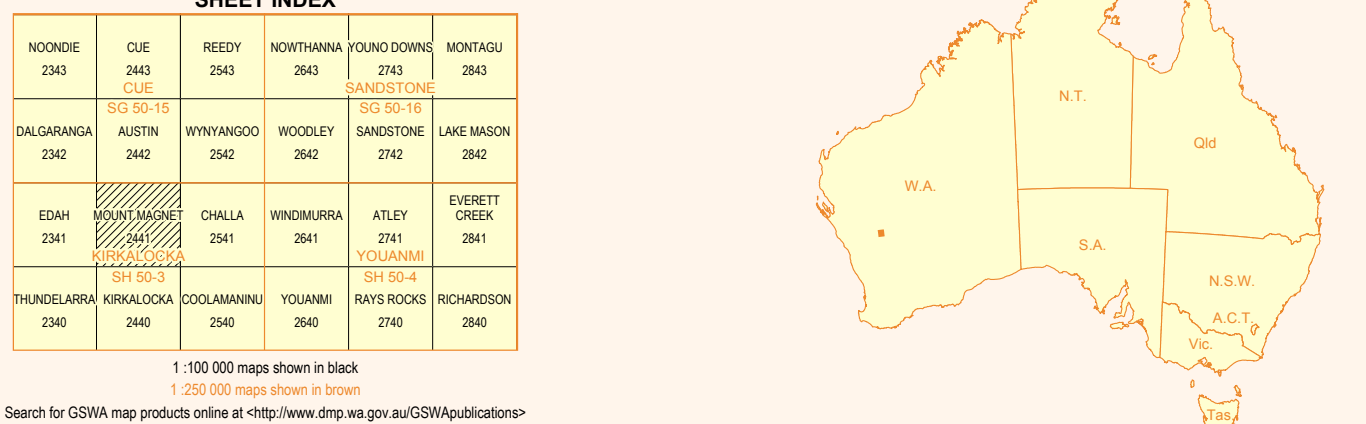 SHEET INDEX
NOONDIE CUE REEDY NOWTHANNA YOUNO DOWNS MONTAGU
2343 2443 2543 2643 2743 2843
CUE SANDSTONE
SG 50-15 SG 50-16
DALGARANGA AUSTIN WYNYANGOO WOODLEY SANDSTONE LAKE MASON
2342 2442 2542 2642 2742 2842
EDAH MOUNT MAGNET CHALLA WINDIMURRA ATLEY EVERETT
CREEK
2341 2441 2541 2641 2741 2841
KIRKALOCKA YOUANMI
SH 50-3 SH 50-4
THUNDELARRA KIRKALOCKA COOLAMANINU YOUANMI RAYS ROCKS RICHARDSON
2340 2440 2540 2640 2740 2840
1 :100 000 maps shown in black
1 :250 000 maps shown in brown
Search for GSWA map products online at <http://www.dmp.wa.gov.au/GSWApublications>
N.T.
Qld
W.A.
S.A.
N.S.W.
A.C.T.
Vic.
Tas.